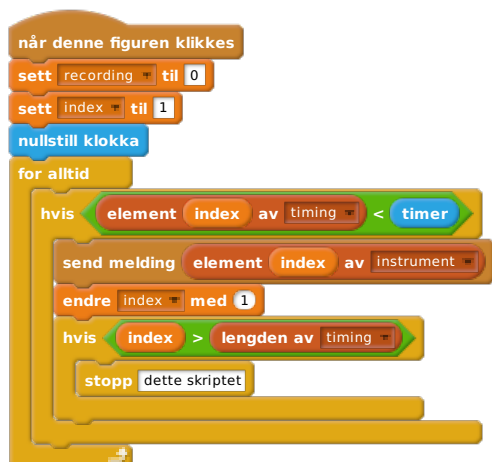 når denne figuren klikkes
sett recording til 0
sett index til 1
nullstill klokka
for alltid
hvis element index av timing < timer
send melding element index av instrument
endre index med 1
hvis index > lengden av timing
stopp dette skriptet